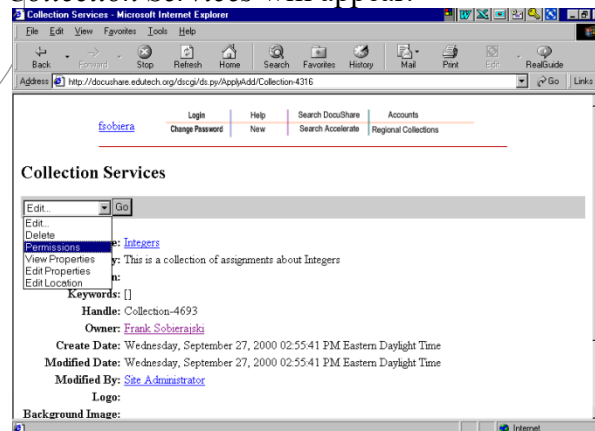 Collection Services will appear.
Collection Services - Microsoft Internet Explorer
File Edit View Favorites Tools Help
Back Forward Stop Refresh Home Search Favorites History Mail Print Edit RealGuide
Address http://docushare.edutech.org/dscgi/ds.py/ApplyAdd/Collection-4316 Go Links
Login Help Search DocuShare Accounts
fsobiera Change Password New Search Accelerate Regional Collections
Collection Services
Edit... Go
Edit...
Delete
Permissions e: Integers
View Properties y: This is a collection of assignments about Integers
Edit Properties n:
Edit Location
Keywords: []
Handle: Collection-4693
Owner: Frank Sobierajski
Create Date: Wednesday, September 27, 2000 02:55:41 PM Eastern Daylight Time
Modified Date: Wednesday, September 27, 2000 02:55:41 PM Eastern Daylight Time
Modified By: Site Administrator
Logo:
Background Image:
Internet